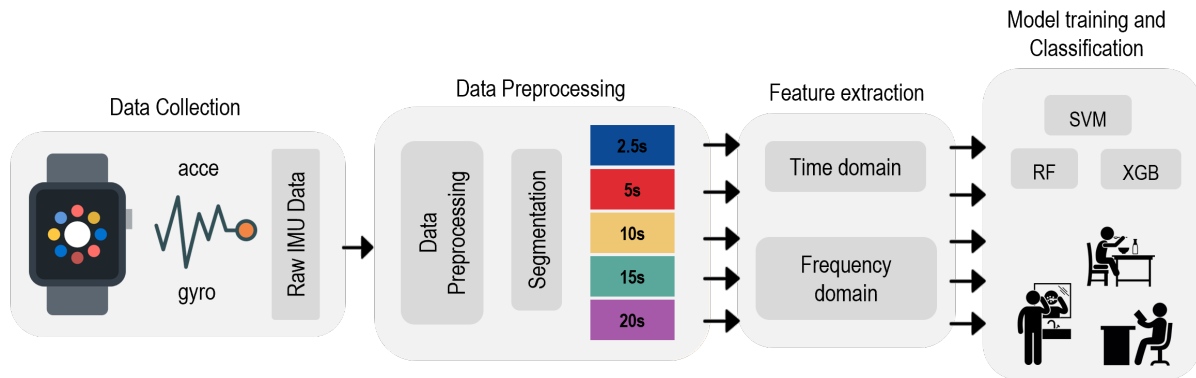 Data Collection
acce
gyro
Raw IMU Data
Data Preprocessing
Data
Preprocessing
Segmentation
2.5s
5s
10s
15s
20s
Feature extraction
Time domain
Frequency
domain
Model training and
Classification
SVM
RF
XGB